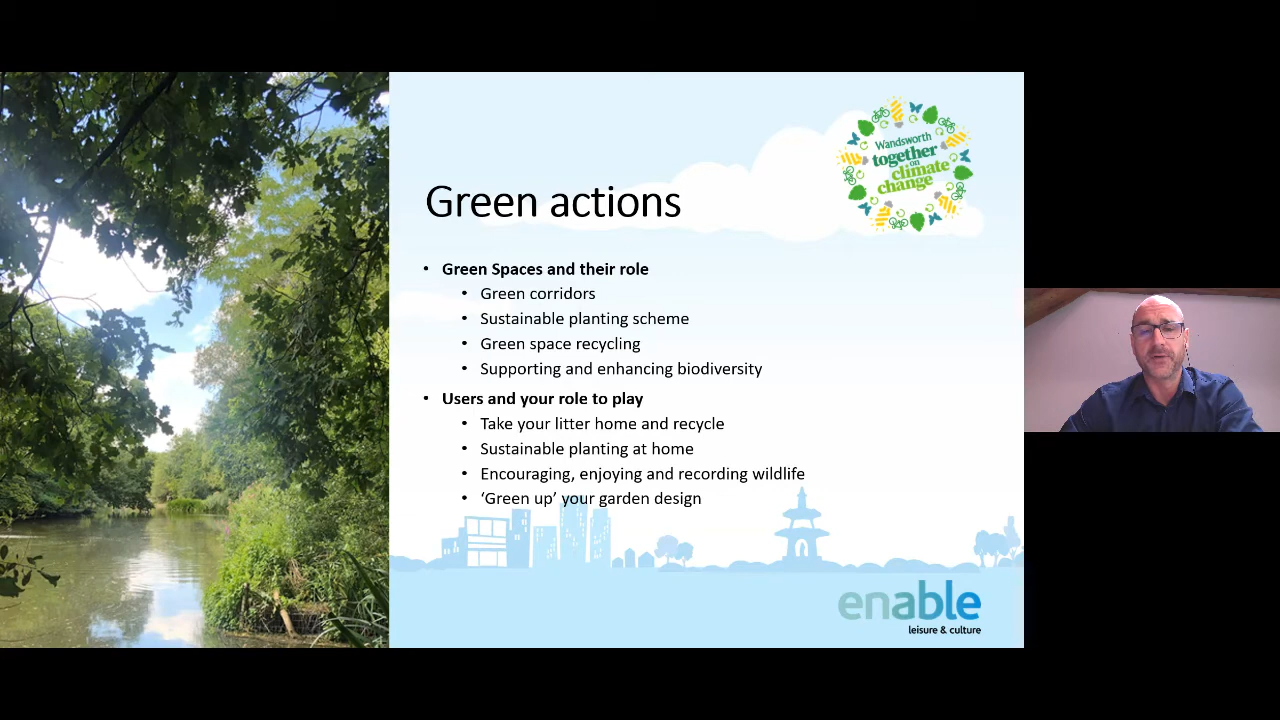 Wandsworth
together
on
climate
change
Green actions
• Green Spaces and their role
• Green corridors
• Sustainable planting scheme
• Green space recycling
• Supporting and enhancing biodiversity
• Users and your role to play
• Take your litter home and recycle
• Sustainable planting at home
• Encouraging, enjoying and recording wildlife
• ‘Green up’ your garden design
enable
leisure & culture